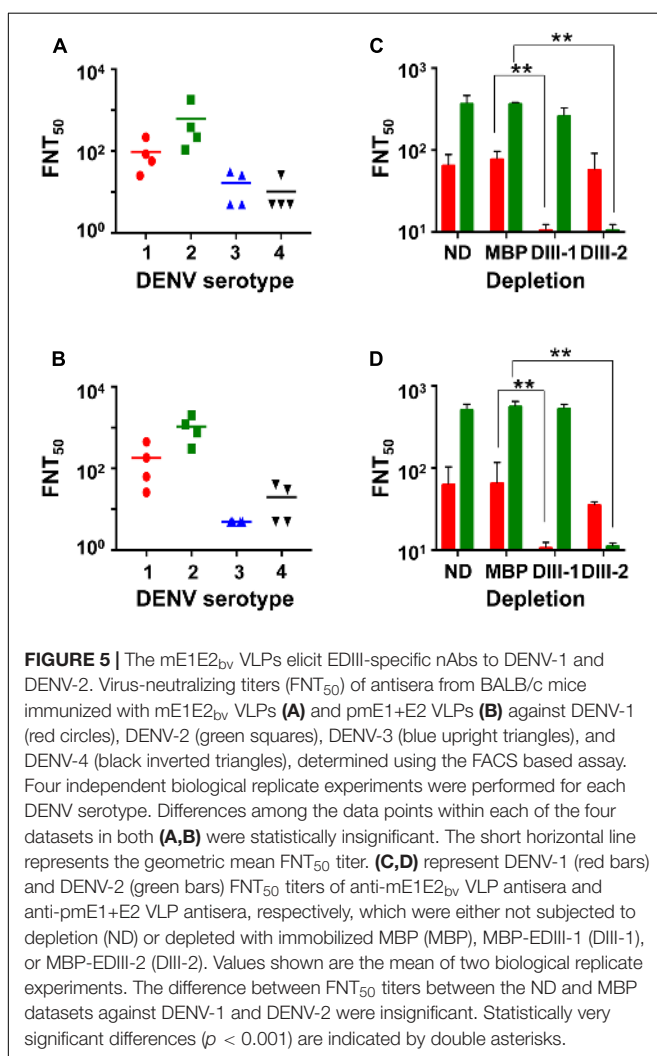 A
10⁴
10²
10⁰
FNT₅₀
1 2 3 4
DENV serotype
C
** **
10³
10²
10¹
FNT₅₀
ND MBP DIII-1 DIII-2
Depletion
B
10⁴
10²
10⁰
FNT₅₀
1 2 3 4
DENV serotype
D
** **
10³
10²
10¹
FNT₅₀
ND MBP DIII-1 DIII-2
Depletion
FIGURE 5 | The mE1E2bv VLPs elicit EDIII-specific nAbs to DENV-1 and
DENV-2. Virus-neutralizing titers (FNT₅₀) of antisera from BALB/c mice
immunized with mE1E2bv VLPs (A) and pmE1+E2 VLPs (B) against DENV-1
(red circles), DENV-2 (green squares), DENV-3 (blue upright triangles), and
DENV-4 (black inverted triangles), determined using the FACS based assay.
Four independent biological replicate experiments were performed for each
DENV serotype. Differences among the data points within each of the four
datasets in both (A,B) were statistically insignificant. The short horizontal line
represents the geometric mean FNT₅₀ titer. (C,D) represent DENV-1 (red bars)
and DENV-2 (green bars) FNT₅₀ titers of anti-mE1E2bv VLP antisera and
anti-pmE1+E2 VLP antisera, respectively, which were either not subjected to
depletion (ND) or depleted with immobilized MBP (MBP), MBP-EDIII-1 (DIII-1),
or MBP-EDIII-2 (DIII-2). Values shown are the mean of two biological replicate
experiments. The difference between FNT₅₀ titers between the ND and MBP
datasets against DENV-1 and DENV-2 were insignificant. Statistically very
significant differences (p < 0.001) are indicated by double asterisks.